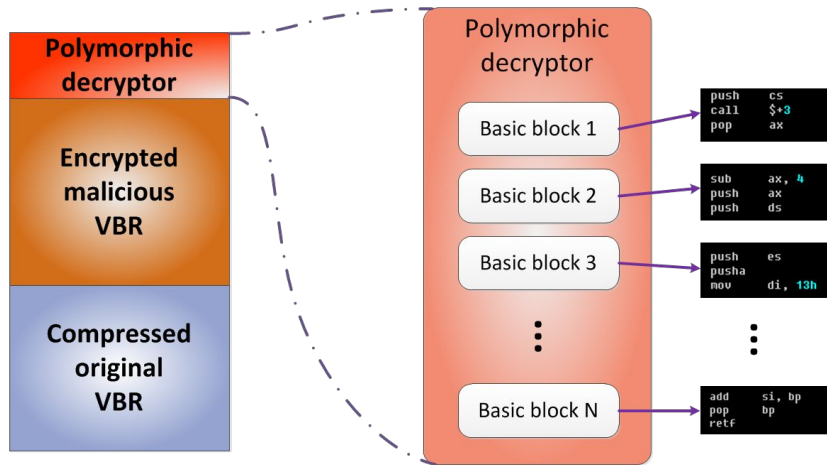 Polymorphic
decryptor
Encrypted
malicious
VBR
Compressed
original
VBR
Polymorphic
decryptor
Basic block 1
Basic block 2
Basic block 3
Basic block N
push cs
call $+3
pop ax
sub ax, 4
push ax
push ds
push es
pusha
mov di, 13h
add si, bp
pop bp
retf